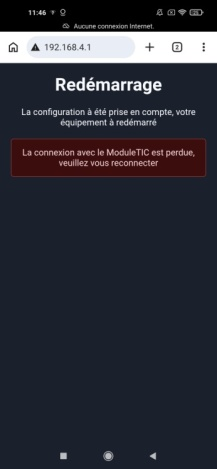 11:46
Aucune connexion Internet.
192.168.4.1
2
Redémarrage
La configuration à été prise en compte, votre
équipement à redémarré
La connexion avec le ModuleTIC est perdue,
veuillez vous reconnecter